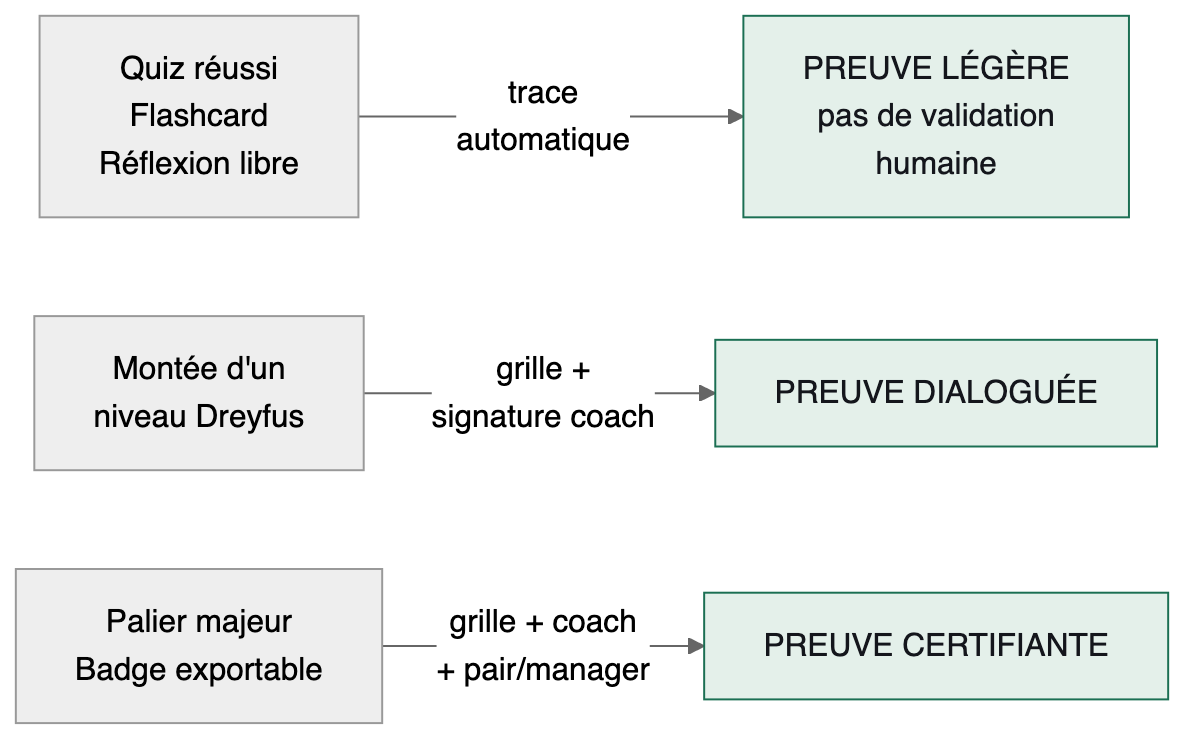 Quiz réussi
Flashcard
Réflexion libre
trace
automatique
PREUVE LÉGÈRE
pas de validation
humaine
Montée d'un
niveau Dreyfus
grille +
signature coach
PREUVE DIALOGUÉE
Palier majeur
Badge exportable
grille + coach
+ pair/manager
PREUVE CERTIFIANTE